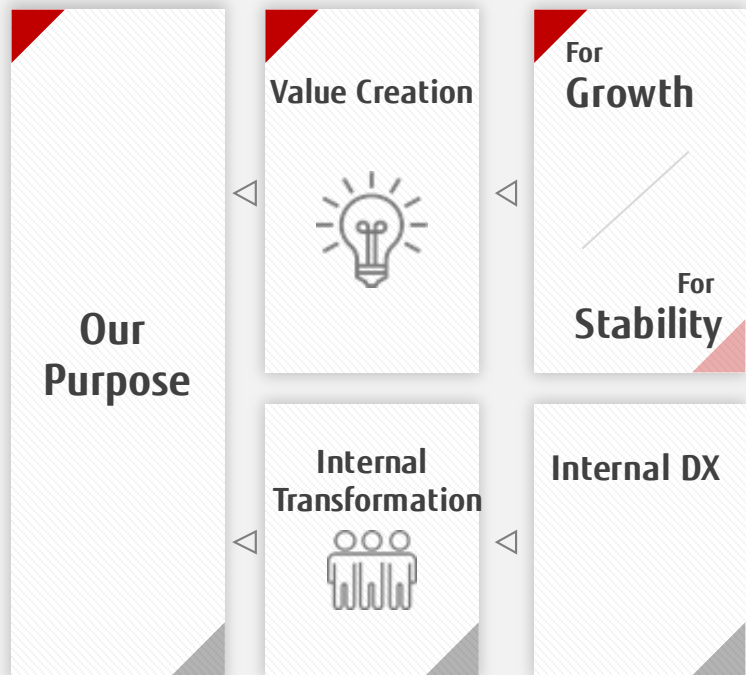 Our
Purpose
Value Creation
For
Growth
For
Stability
Internal
Transformation
Internal DX